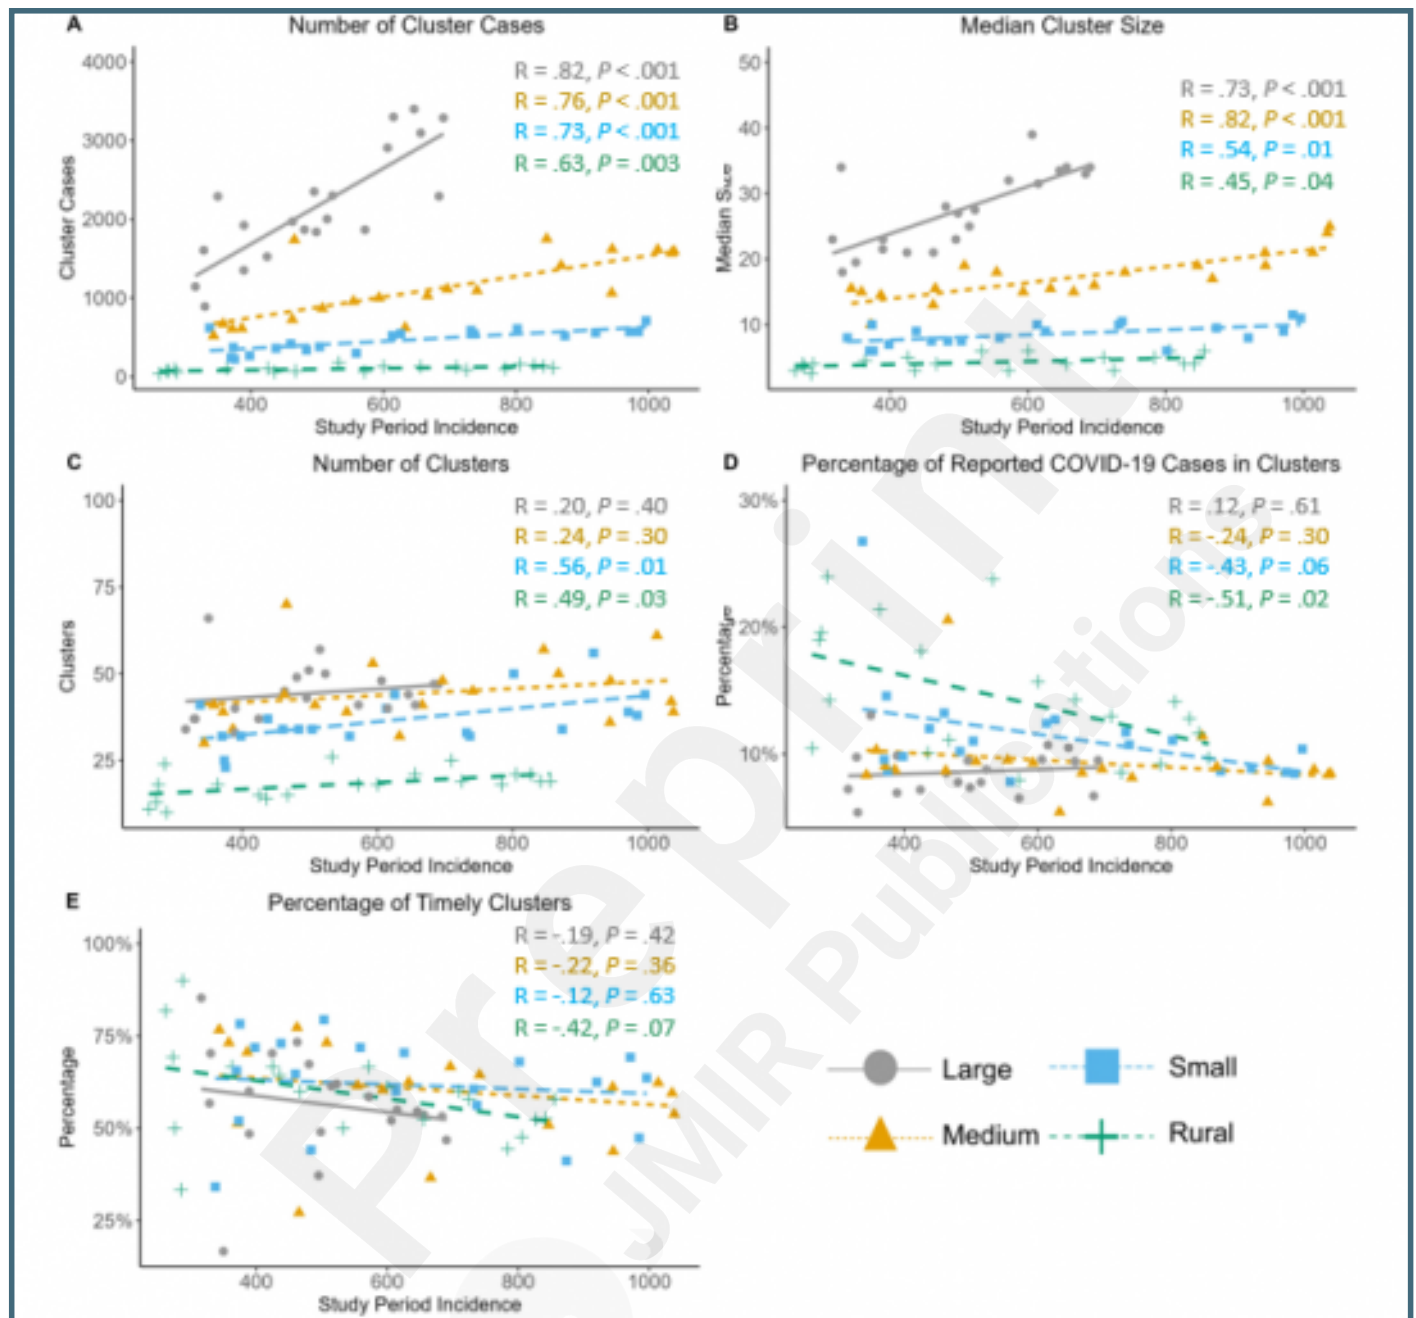 A Number of Cluster Cases
4000
3000
2000
1000
0
Cluster Cases
R = .82, P < .001
R = .76, P < .001
R = .73, P < .001
R = .63, P = .003
400 600 800 1000
Study Period Incidence
B Median Cluster Size
50
40
30
20
10
Median Size
R = .73, P < .001
R = .82, P < .001
R = .54, P = .01
R = .45, P = .04
400 600 800 1000
Study Period Incidence
C Number of Clusters
100
75
50
25
Clusters
R = .20, P = .40
R = .24, P = .30
R = .56, P = .01
R = .49, P = .03
400 600 800 1000
Study Period Incidence
D Percentage of Reported COVID-19 Cases in Clusters
30%
20%
10%
Percentage
R = .12, P = .61
R = -.24, P = .30
R = -.43, P = .06
R = -.51, P = .02
400 600 800 1000
Study Period Incidence
E Percentage of Timely Clusters
100%
75%
50%
25%
Percentage
R = -.19, P = .42
R = -.22, P = .36
R = -.12, P = .63
R = -.42, P = .07
400 600 800 1000
Study Period Incidence
Large Small
Medium Rural
Preprint
JMIR Publications